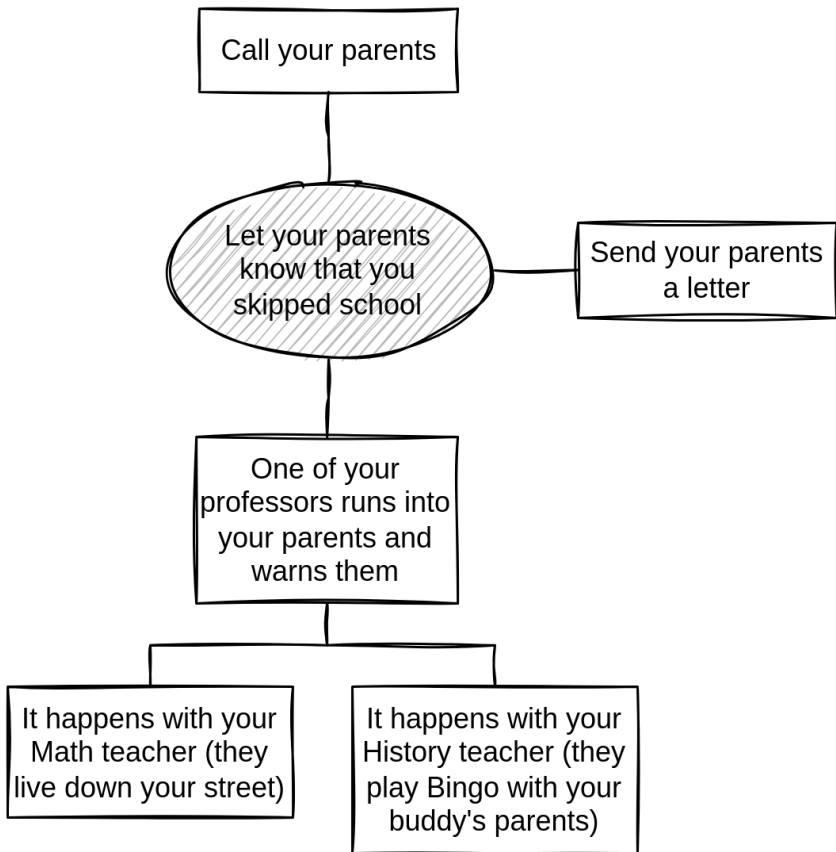 Call your parents
Let your parents
know that you
skipped school
Send your parents
a letter
One of your
professors runs into
your parents and
warns them
It happens with your
Math teacher (they
live down your street)
It happens with your
History teacher (they
play Bingo with your
buddy's parents)